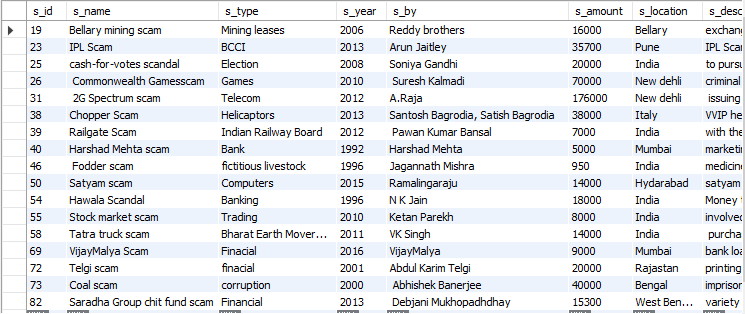 s_id s_name s_type s_year s_by s_amount s_location s_desc
19 Bellary mining scam Mining leases 2006 Reddy brothers 16000 Bellary exchan
23 IPL Scam BCCI 2013 Arun Jaitley 35700 Pune IPL Scar
25 cash-for-votes scandal Election 2008 Soniya Gandhi 20000 India to pursu
26 Commonwealth Gamesscam Games 2010 Suresh Kalmadi 70000 New dehli criminal
31 2G Spectrum scam Telecom 2012 A.Raja 176000 New dehli issuing
38 Chopper Scam Helicaptors 2013 Santosh Bagrodia, Satish Bagrodia 38000 Italy VVIP he
39 Railgate Scam Indian Railway Board 2012 Pawan Kumar Bansal 7000 India with the
40 Harshad Mehta scam Bank 1992 Harshad Mehta 5000 Mumbai marketin
46 Fodder scam fictitious livestock 1996 Jagannath Mishra 950 India medicine
50 Satyam scam Computers 2015 Ramalingaraju 14000 Hydarabad satyam
54 Hawala Scandal Banking 1996 N K Jain 18000 India Money
55 Stock market scam Trading 2010 Ketan Parekh 8000 India involved
58 Tatra truck scam Bharat Earth Mover... 2011 VK Singh 14000 India purcha
69 VijayMalya Scam Finacial 2016 VijayMalya 9000 Mumbai bank loa
72 Telgi scam finacial 2001 Abdul Karim Telgi 20000 Rajastan printing
73 Coal scam corruption 2000 Abhishek Banerjee 40000 Bengal imprison
82 Saradha Group chit fund scam Financial 2013 Debjani Mukhopadhhay 15300 West Ben... variety